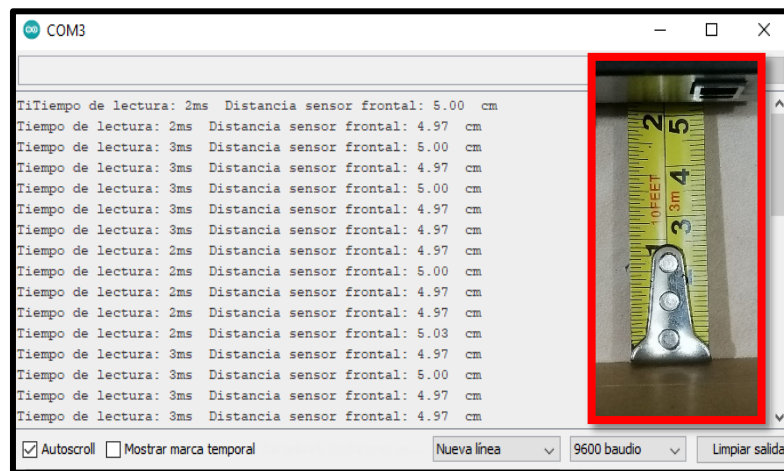 COM3
TiTiempo de lectura: 2ms Distancia sensor frontal: 5.00 cm
Tiempo de lectura: 2ms Distancia sensor frontal: 4.97 cm
Tiempo de lectura: 3ms Distancia sensor frontal: 5.00 cm
Tiempo de lectura: 3ms Distancia sensor frontal: 4.97 cm
Tiempo de lectura: 3ms Distancia sensor frontal: 5.00 cm
Tiempo de lectura: 3ms Distancia sensor frontal: 4.97 cm
Tiempo de lectura: 3ms Distancia sensor frontal: 4.97 cm
Tiempo de lectura: 2ms Distancia sensor frontal: 4.97 cm
Tiempo de lectura: 2ms Distancia sensor frontal: 5.00 cm
Tiempo de lectura: 2ms Distancia sensor frontal: 4.97 cm
Tiempo de lectura: 2ms Distancia sensor frontal: 4.97 cm
Tiempo de lectura: 2ms Distancia sensor frontal: 5.03 cm
Tiempo de lectura: 3ms Distancia sensor frontal: 4.97 cm
Tiempo de lectura: 3ms Distancia sensor frontal: 5.00 cm
Tiempo de lectura: 3ms Distancia sensor frontal: 4.97 cm
Tiempo de lectura: 3ms Distancia sensor frontal: 4.97 cm
1 10FEET 2
3 3m 4 5
Autoscroll Mostrar marca temporal Nueva línea 9600 baudio Limpiar salida